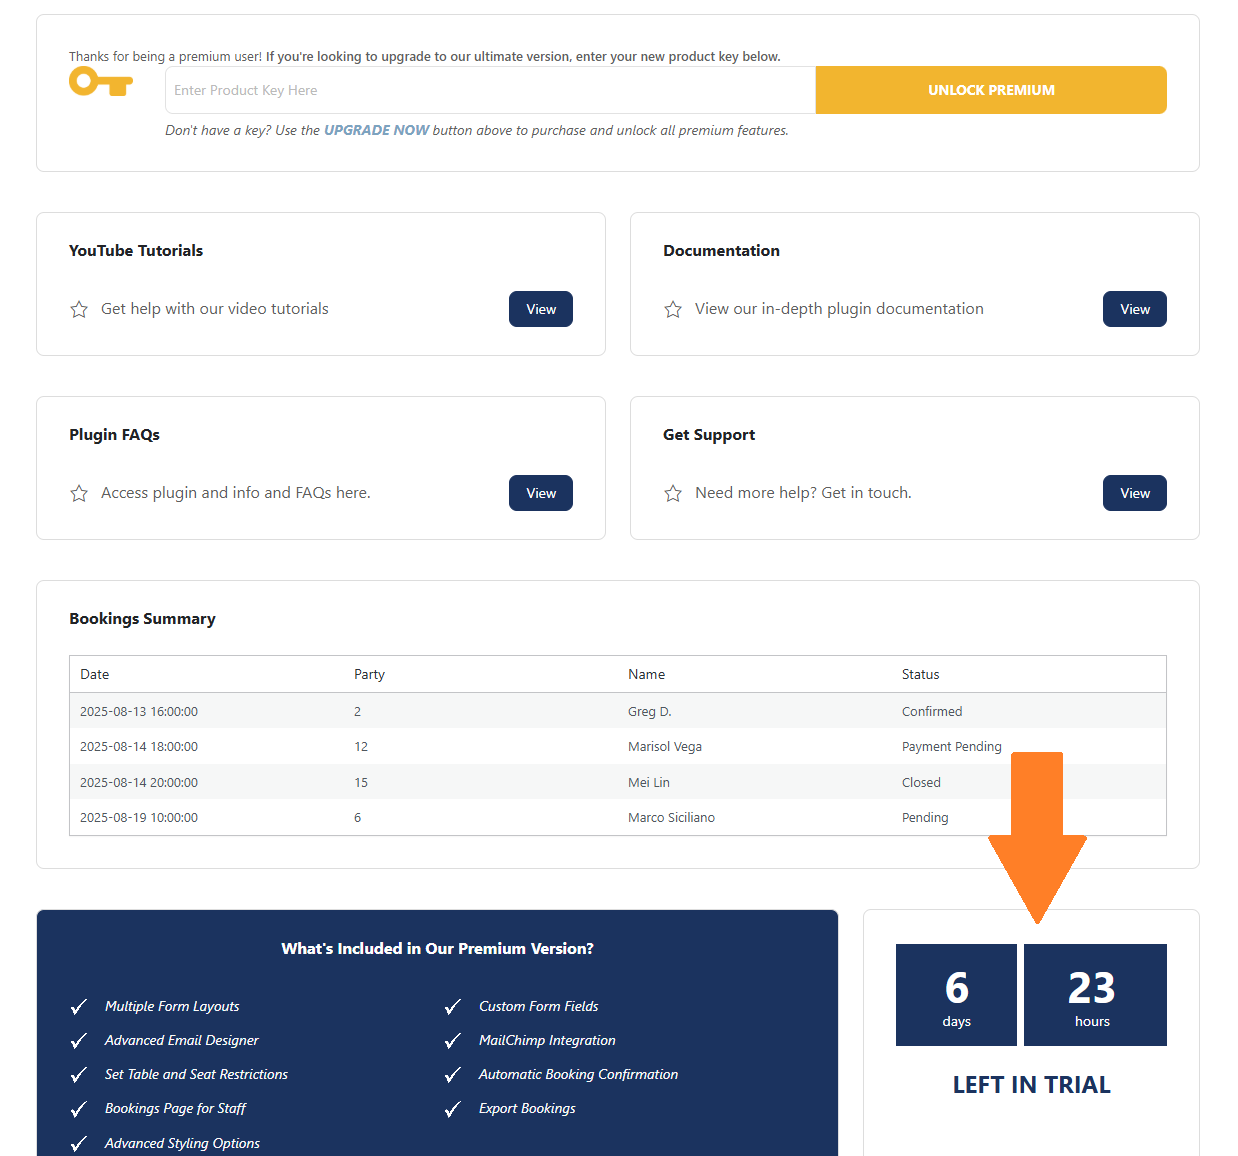 Thanks for being a premium user! If you're looking to upgrade to our ultimate version, enter your new product key below.
Enter Product Key Here
UNLOCK PREMIUM
Don't have a key? Use the UPGRADE NOW button above to purchase and unlock all premium features.
YouTube Tutorials
Get help with our video tutorials
View
Documentation
View our in-depth plugin documentation
View
Plugin FAQs
Access plugin and info and FAQs here.
View
Get Support
Need more help? Get in touch.
View
Bookings Summary
Date Party Name Status
2025-08-13 16:00:00 2 Greg D. Confirmed
2025-08-14 18:00:00 12 Marisol Vega Payment Pending
2025-08-14 20:00:00 15 Mei Lin Closed
2025-08-19 10:00:00 6 Marco Siciliano Pending
What's Included in Our Premium Version?
Multiple Form Layouts
Advanced Email Designer
Set Table and Seat Restrictions
Bookings Page for Staff
Advanced Styling Options
Custom Form Fields
MailChimp Integration
Automatic Booking Confirmation
Export Bookings
6 23
days hours
LEFT IN TRIAL